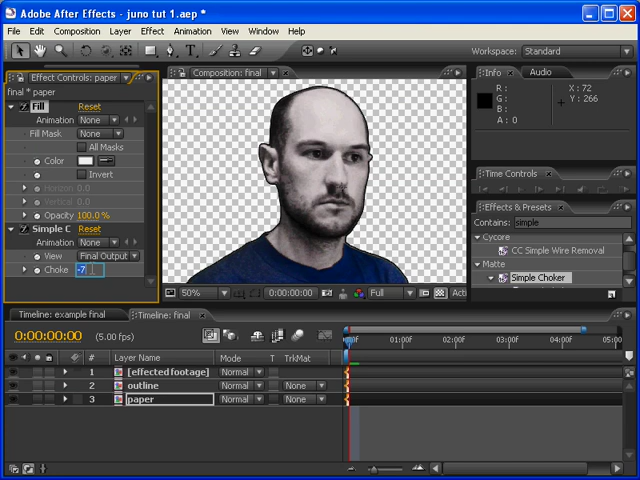 Adobe After Effects - juno tut 1.aep *
File Edit Composition Layer Effect Animation View Window Help
Workspace: Standard
Effect Controls: paper
final * paper
Fill Reset
Animation None
Fill Mask None
All Masks
Color
Invert
Horizon 0.0
Vertical 0.0
Opacity 100.0 %
Simple C Reset
Animation None
View Final Output
Choke -7
Composition: final
50% 0:00:00:00 Full Acti
Info Audio
R :
G :
B :
A : 0
X : 72
Y : 266
Time Controls
Effects & Presets
Contains: simple
Cycore
CC Simple Wire Removal
Matte
Simple Choker
Timeline: example final Timeline: final
0:00:00:00 (5.00 fps)
01:00f 02:00f 03:00f 04:00f 05:00
# Layer Name Mode T TrkMat
1 [effected footage] Normal
2 outline Normal None
3 paper Normal None